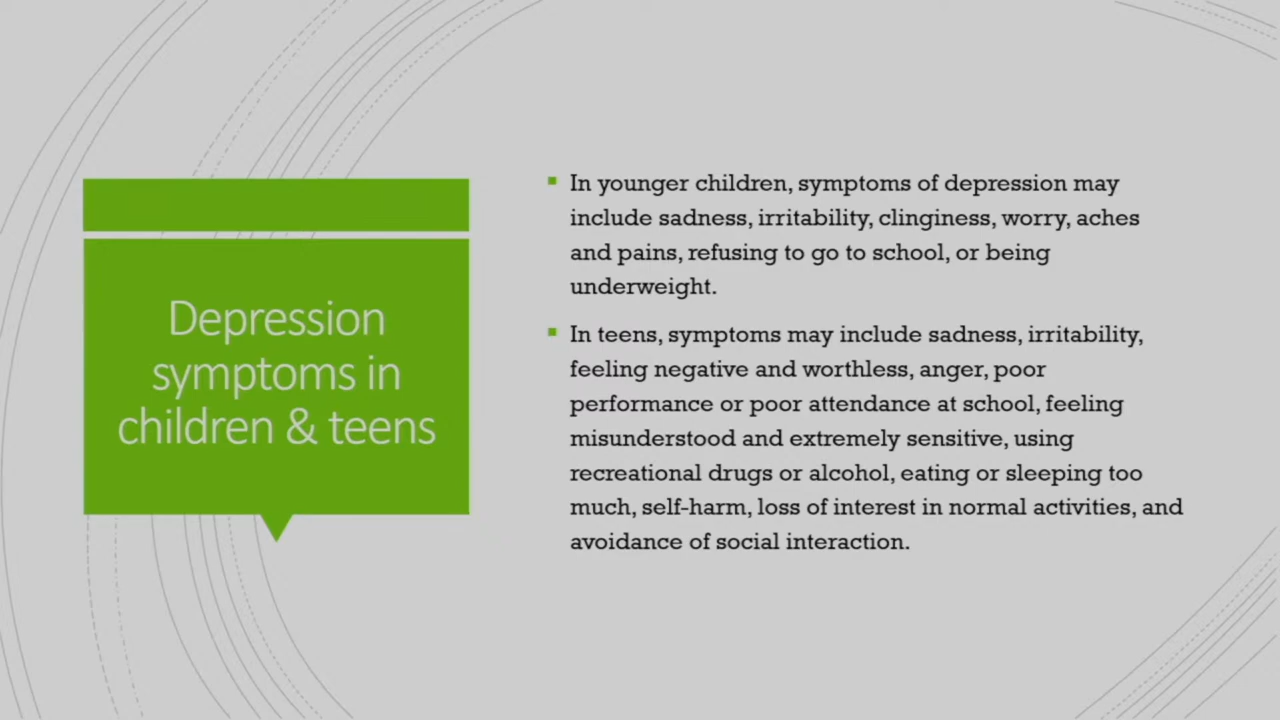 Depression
symptoms in
children & teens
In younger children, symptoms of depression may
include sadness, irritability, clinginess, worry, aches
and pains, refusing to go to school, or being
underweight.
In teens, symptoms may include sadness, irritability,
feeling negative and worthless, anger, poor
performance or poor attendance at school, feeling
misunderstood and extremely sensitive, using
recreational drugs or alcohol, eating or sleeping too
much, self-harm, loss of interest in normal activities, and
avoidance of social interaction.